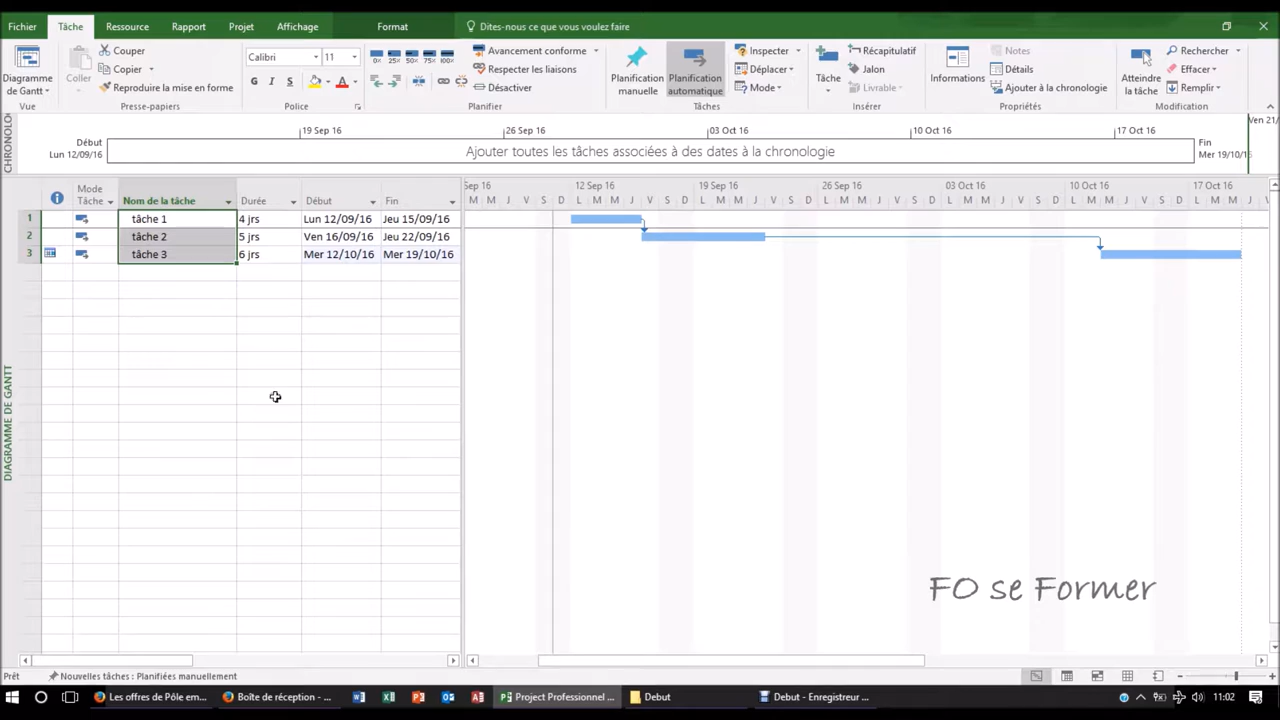 Fichier Tâche Ressource Rapport Projet Affichage Format Dites-nous ce que vous voulez faire
Diagramme de Gantt
Vue
Coller
Couper
Copier
Reproduire la mise en forme
Presse-papiers
Calibri 11
G I S
Police
0% 25% 50% 75% 100%
Avancement conforme
Respecter les liaisons
Désactiver
Planifier
Planification manuelle
Planification automatique
Inspecter
Déplacer
Mode
Tâches
Tâche
Récapitulatif
Jalon
Livrable
Insérer
Informations
Notes
Détails
Ajouter à la chronologie
Propriétés
Atteindre la tâche
Rechercher
Effacer
Remplir
Modification
CHRONOLOG
Début
Lun 12/09/16
19 Sep 16 26 Sep 16 03 Oct 16 10 Oct 16 17 Oct 16 Ven 21/
Ajouter toutes les tâches associées à des dates à la chronologie
Fin
Mer 19/10/16
Mode Tâche Nom de la tâche Durée Début Fin
Sep 16 12 Sep 16 19 Sep 16 26 Sep 16 03 Oct 16 10 Oct 16 17 Oct 16
M J S L M V D M J S L M V D M J S L M V D
1 tâche 1 4 jrs Lun 12/09/16 Jeu 15/09/16
2 tâche 2 5 jrs Ven 16/09/16 Jeu 22/09/16
3 tâche 3 6 jrs Mer 12/10/16 Mer 19/10/16
DIAGRAMME DE GANTT
FO se Former
Prêt Nouvelles tâches : Planifiées manuellement
Les offres de Pôle em... Boîte de réception - ... Project Professionnel ... Debut Debut - Enregistreur ... 11:02